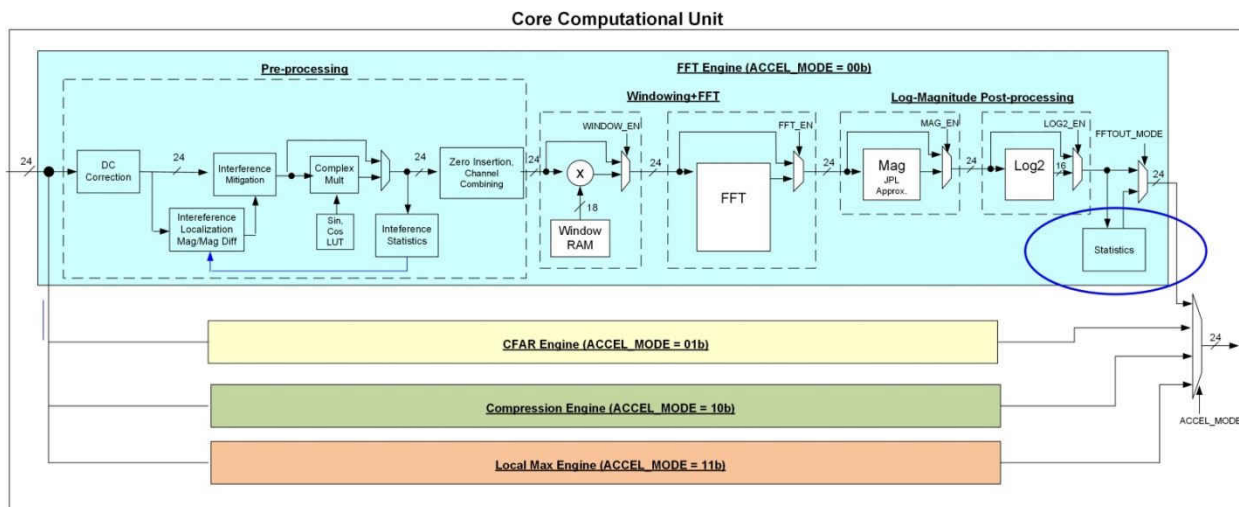 Core Computational Unit
Pre-processing
FFT Engine (ACCEL_MODE = 00b)
Windowing+FFT
Log-Magnitude Post-processing
WINDOW_EN
FFT_EN
MAG_EN
LOG2_EN
FFTOUT_MODE
24
DC
Correction
24
Interference
Mitigation
Complex
Mult
24
Zero Insertion,
Channel
Combining
24
X
24
FFT
24
Mag
JPL
Approx.
24
Log2
16
24
Intereference
Localization
Mag/Mag Diff
Sin,
Cos
LUT
Inteference
Statistics
18
Window
RAM
Statistics
CFAR Engine (ACCEL_MODE = 01b)
24
Compression Engine (ACCEL_MODE = 10b)
ACCEL_MODE
Local Max Engine (ACCEL_MODE = 11b)